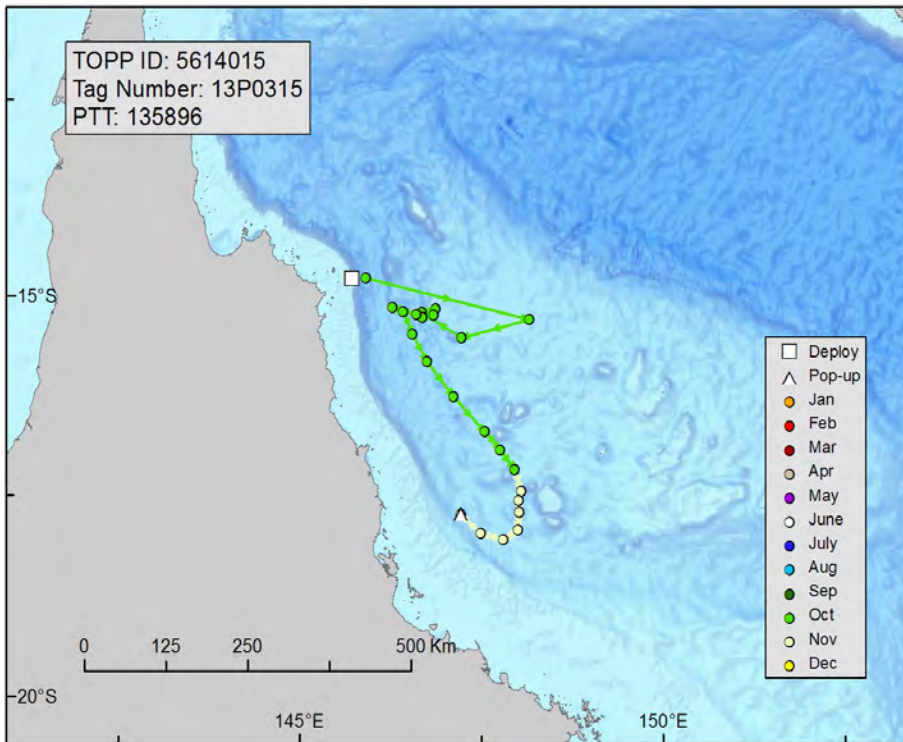 TOPP ID: 5614015
Tag Number: 13P0315
PTT: 135896
15°S
Deploy
Pop-up
Jan
Feb
Mar
Apr
May
June
July
Aug
Sep
Oct
Nov
Dec
0 125 250 500 Km
20°S
145°E 150°E